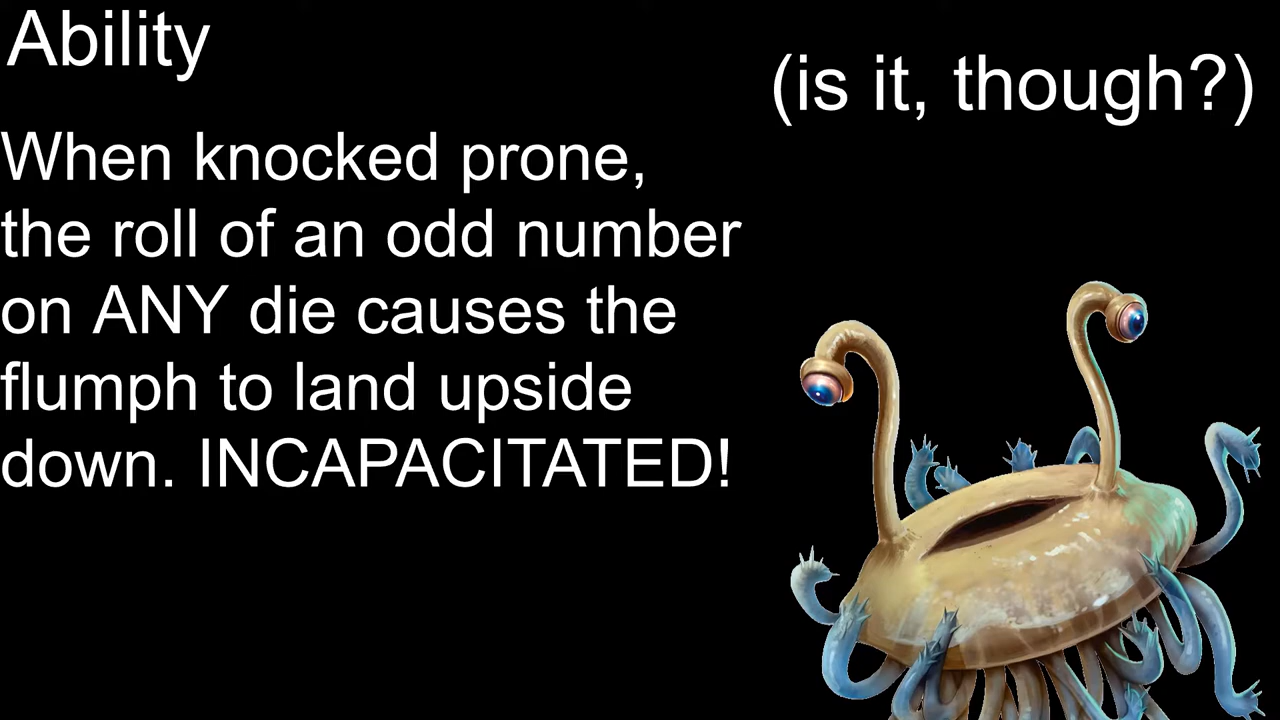 Ability
(is it, though?)
When knocked prone,
the roll of an odd number
on ANY die causes the
flumph to land upside
down. INCAPACITATED!